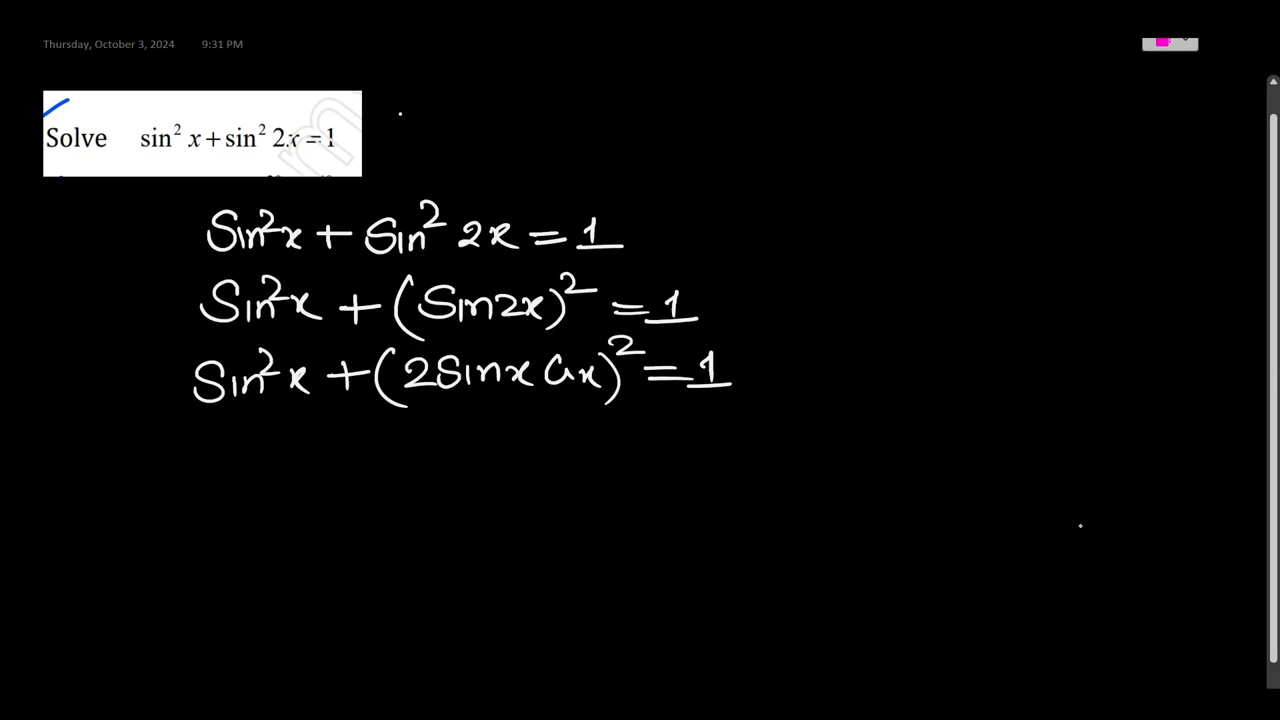 Thursday, October 3, 2024 9:31 PM
Solve sin² x + sin² 2x = 1
Sin²x + Sin² 2x = 1
Sin²x + (Sin2x)² = 1
Sin²x + (2Sinx Cosx)² = 1